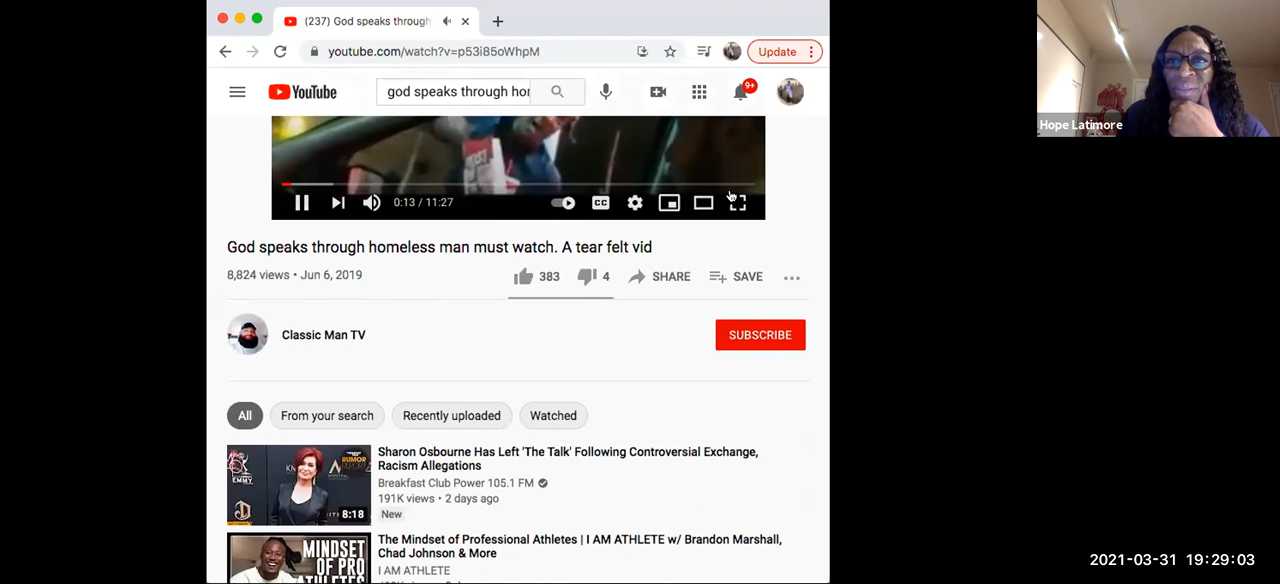 (237) God speaks through
youtube.com/watch?v=p53i85oWhpM
Update
YouTube
god speaks through hor
9+
Hope Latimore
0:13 / 11:27
CC
God speaks through homeless man must watch. A tear felt vid
8,824 views • Jun 6, 2019
383
4
SHARE
SAVE
Classic Man TV
SUBSCRIBE
All
From your search
Recently uploaded
Watched
RUMOR
EMMY
8:18
Sharon Osbourne Has Left 'The Talk' Following Controversial Exchange,
Racism Allegations
Breakfast Club Power 105.1 FM
191K views • 2 days ago
New
MINDSET
OF PRO
The Mindset of Professional Athletes | I AM ATHLETE w/ Brandon Marshall,
Chad Johnson & More
I AM ATHLETE
2021-03-31 19:29:03